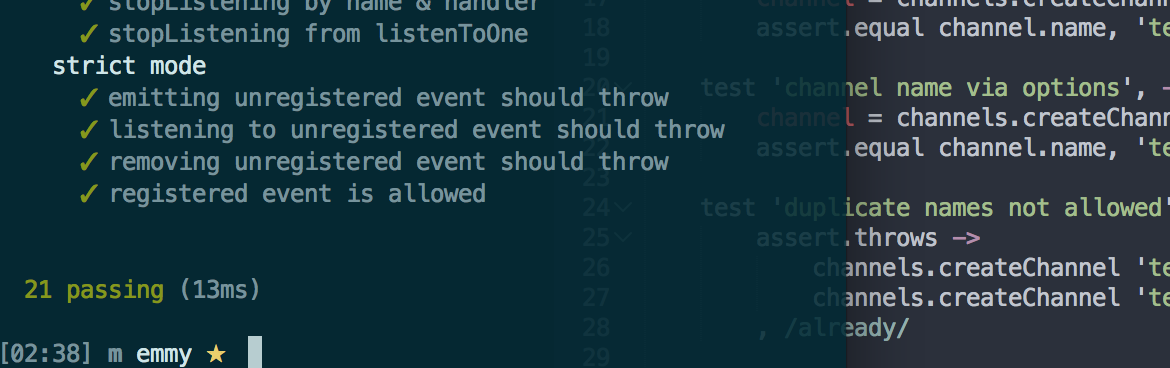 ✓ stopListening by name & handler
✓ stopListening from listenToOne
strict mode
✓ emitting unregistered event should throw
✓ listening to unregistered event should throw
✓ removing unregistered event should throw
✓ registered event is allowed
21 passing (13ms)
[02:38] m emmy ★
17 = channels.createChann
18 assert.equal channel.name, 'te
20 test 'channel name via options', -
21 channel = channels.createChann
22 assert.equal channel.name, 'te
23
24 test 'duplicate names not allowed'
25 assert.throws ->
26 channels.createChannel 'te
27 channels.createChannel 'te
28 , /already/
29